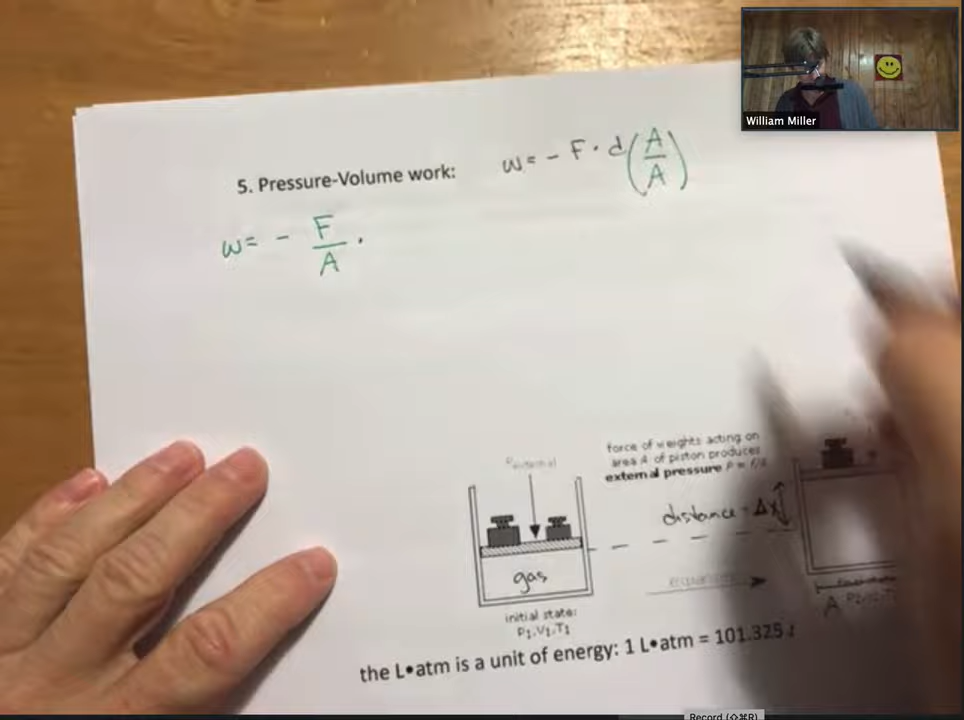 William Miller
5. Pressure-Volume work:
w = - F · d (A/A)
w = - F/A ·
force of weights acting on
area A of piston produces
external pressure P =
distance = Δx
gas
initial state:
P1,V1,T1
A
the L•atm is a unit of energy: 1 L•atm = 101.325 J
Record (⇧⌘R)